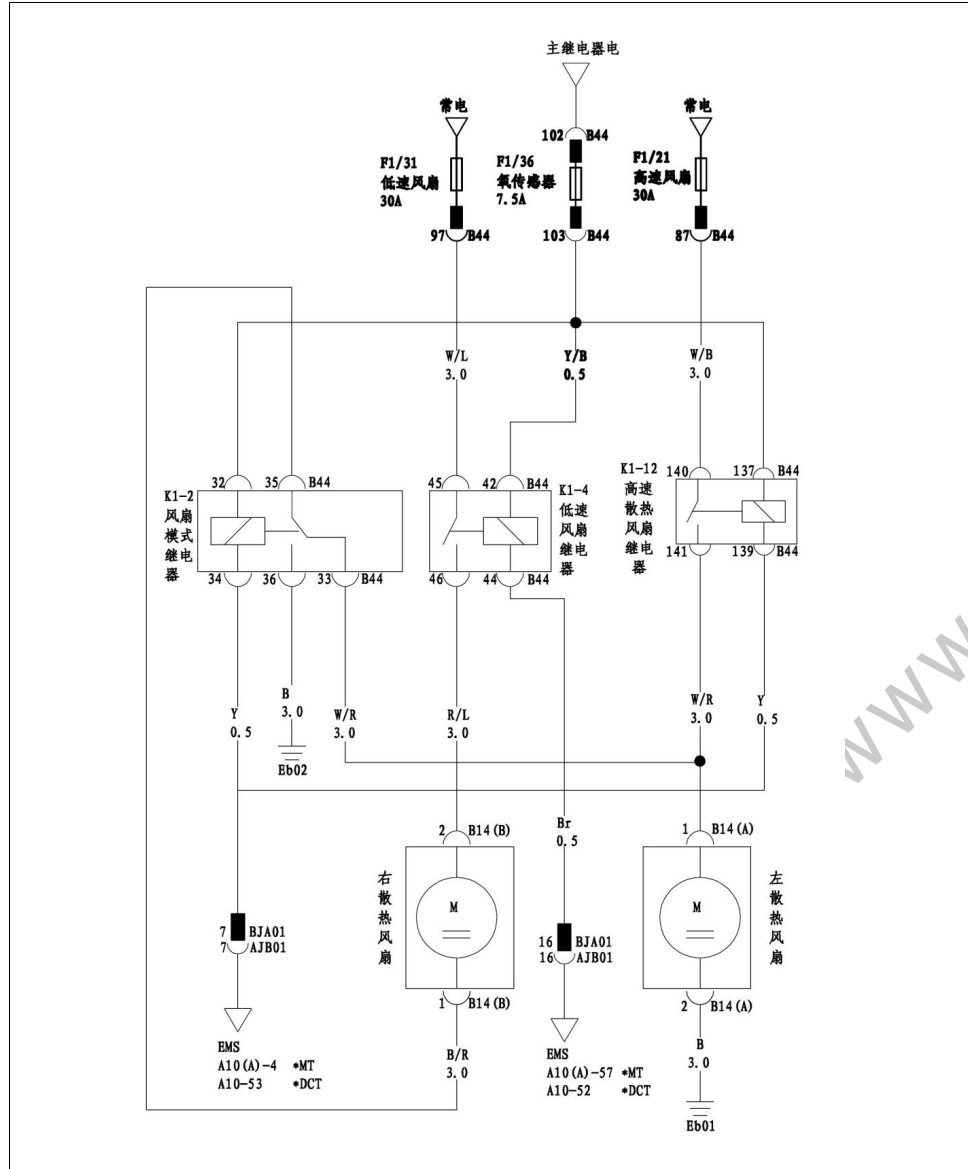 主继电器电
常电
常电
102 B44
F1/31
低速风扇
30A
F1/36
氧传感器
7.5A
F1/21
高速风扇
30A
97 B44
103 B44
87 B44
W/L
3.0
Y/B
0.5
W/B
3.0
32 35 B44
45 42 B44
140 137 B44
K1-2
风扇
模式
继电
器
K1-4
低速
风扇
继电
器
K1-12
高速
散热
风扇
继电
器
34 36 33 B44
46 44 B44
141 139 B44
Y
0.5
B
3.0
W/R
3.0
R/L
3.0
W/R
3.0
Y
0.5
Eb02
Br
0.5
2 B14(B)
1 B14(A)
右
散
热
风
扇
M
M
左
散
热
风
扇
7 BJA01
7 AJB01
16 BJA01
16 AJB01
1 B14(B)
2 B14(A)
EMS
A10(A)-4 *MT
A10-53 *DCT
B/R
3.0
EMS
A10(A)-57 *MT
A10-52 *DCT
B
3.0
Eb01
www